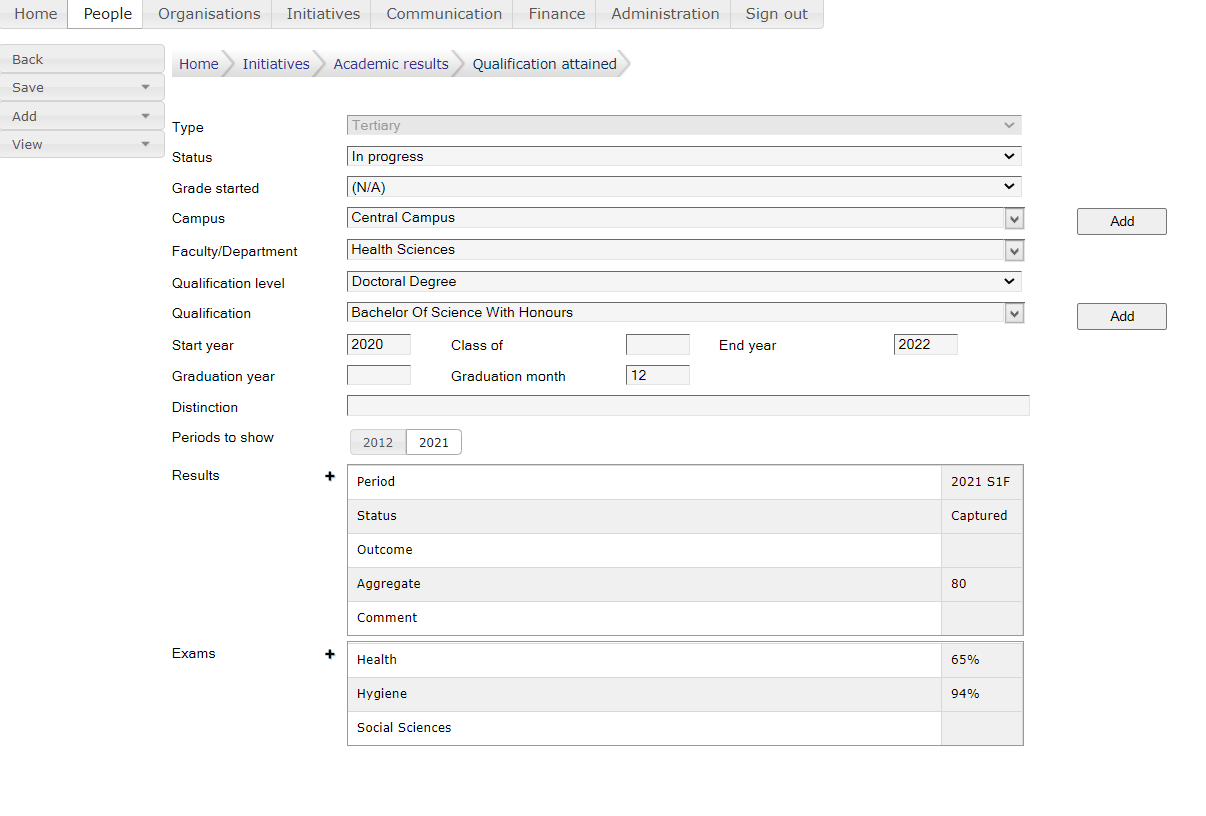 Home People Organisations Initiatives Communication Finance Administration Sign out
Back
Save
Add
View
Home Initiatives Academic results Qualification attained
Type Tertiary
Status In progress
Grade started (N/A)
Campus Central Campus Add
Faculty/Department Health Sciences
Qualification level Doctoral Degree
Qualification Bachelor Of Science With Honours Add
Start year 2020 Class of End year 2022
Graduation year Graduation month 12
Distinction
Periods to show 2012 2021
Results + Period 2021 S1F
Status Captured
Outcome
Aggregate 80
Comment
Exams + Health 65%
Hygiene 94%
Social Sciences